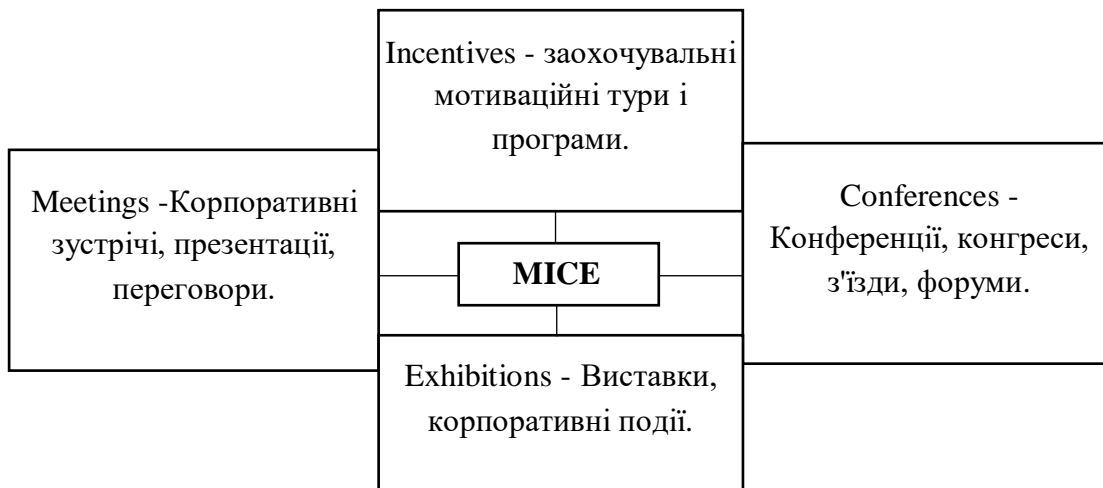 Incentives - заохочувальні
мотиваційні тури і
програми.
Meetings -Корпоративні
зустрічі, презентації,
переговори.
MICE
Conferences -
Конференції, конгреси,
з'їзди, форуми.
Exhibitions - Виставки,
корпоративні події.